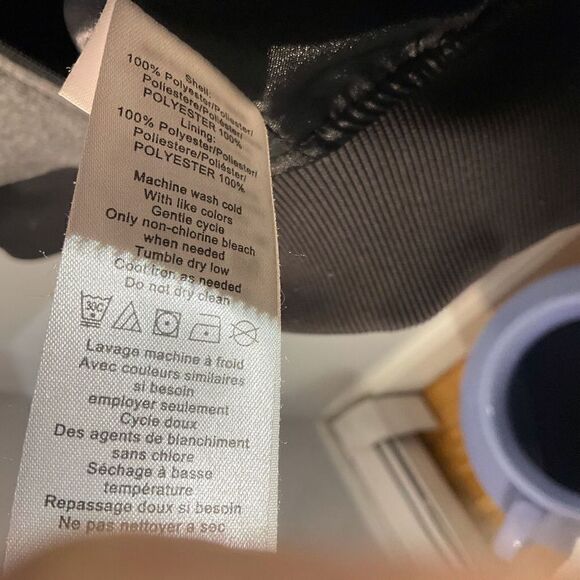 Shell:
100% Polyester/Poliester/
Poliestere/Poliéster/
POLYESTER 100%
Lining:
100% Polyester/Poliester/
Poliestere/Poliéster/
POLYESTER 100%
Machine wash cold
With like colors
Gentle cycle
Only non-chlorine bleach
when needed
Tumble dry low
Cool iron as needed
Do not dry clean
30C
Lavage machine à froid
Avec couleurs similaires
si besoin
employer seulement
Cycle doux
Des agents de blanchiment
sans chlore
Séchage à basse
température
Repassage doux si besoin
Ne pas nettoyer a sec